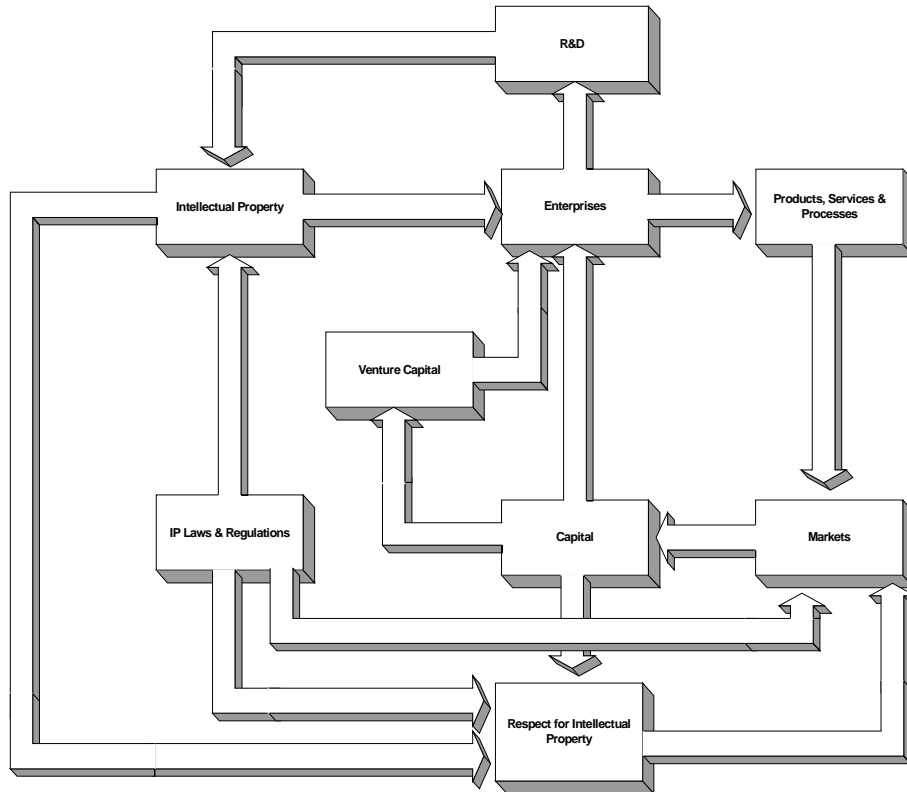 R&D
Intellectual Property
Enterprises
Products, Services &
Processes
Venture Capital
IP Laws & Regulations
Capital
Markets
Respect for Intellectual
Property